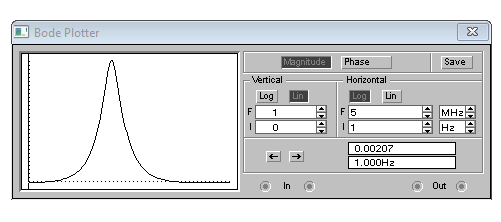 Bode Plotter
Magnitude Phase Save
Vertical Horizontal
Log Lin Log Lin
F 1 F 5 MHz
I 0 I 1 Hz
← → 0.00207
1.000Hz
In Out